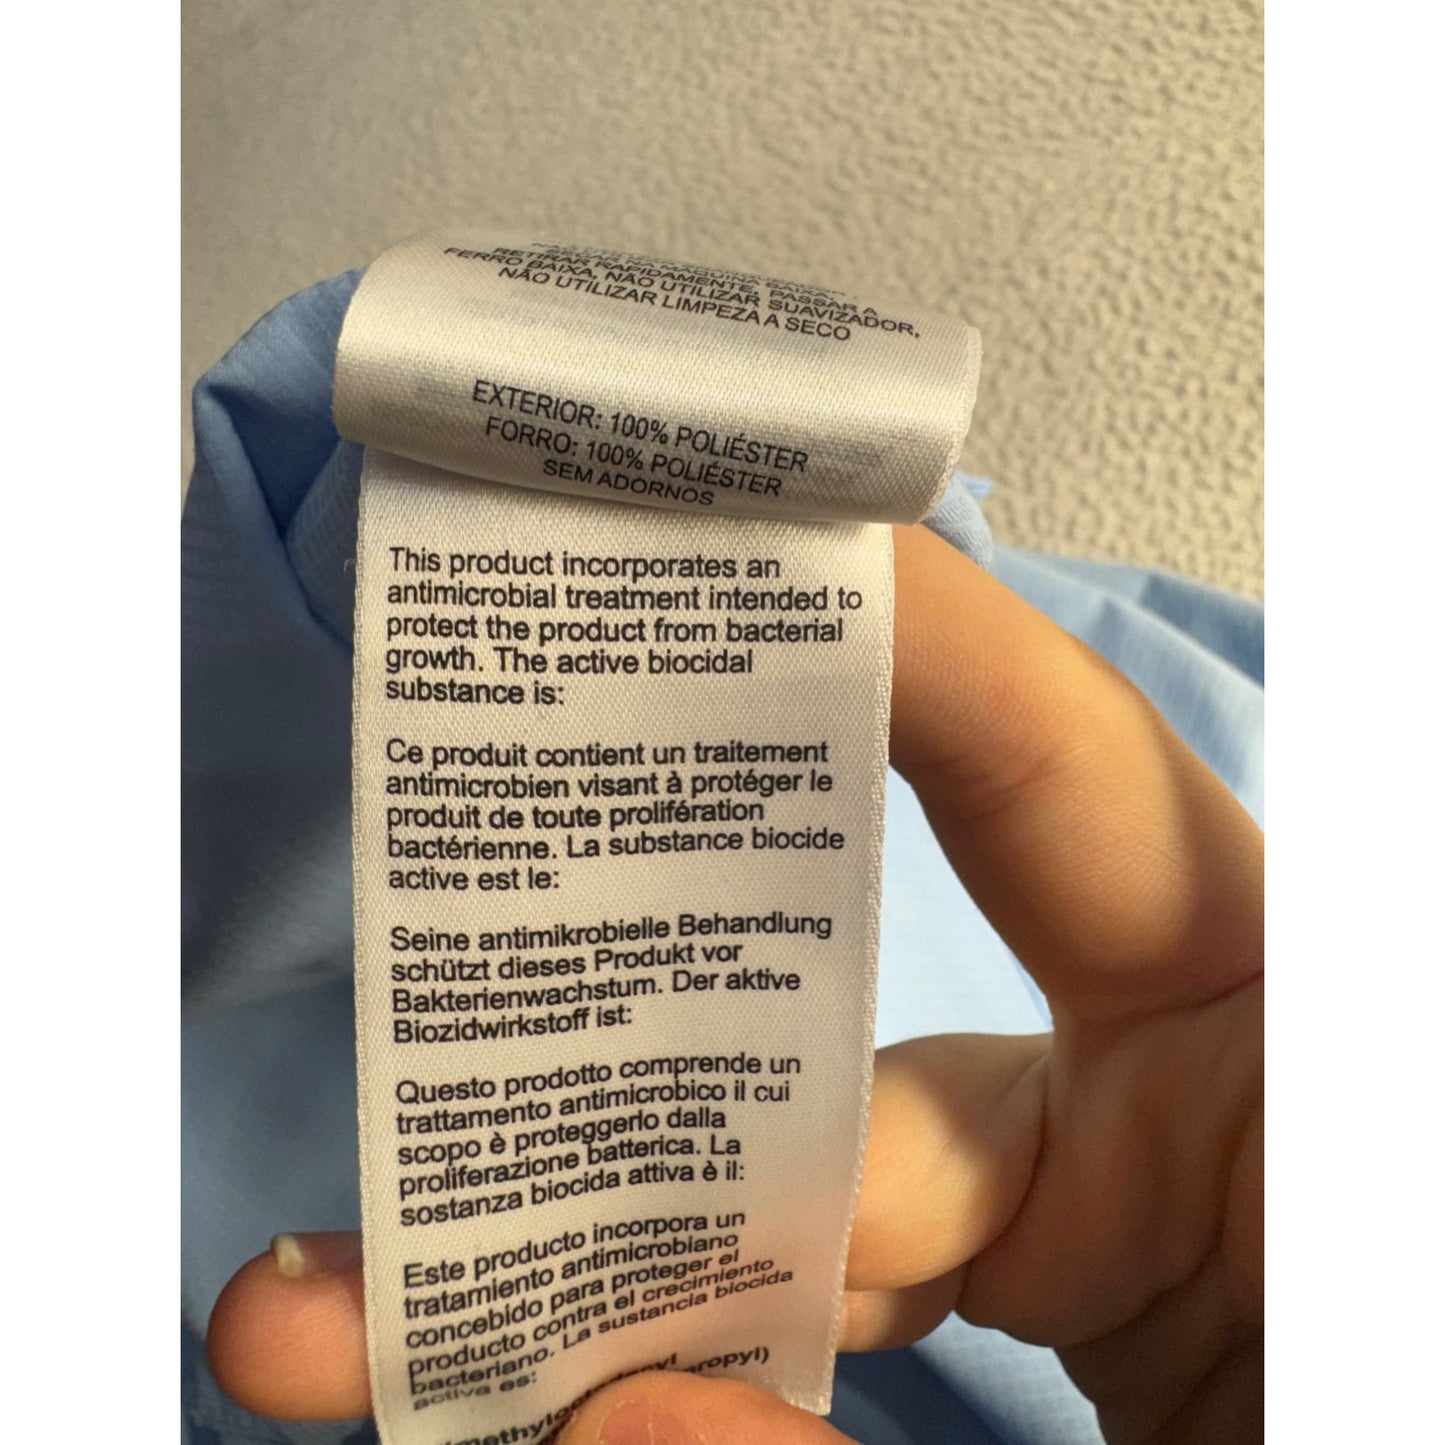 SECAR NA MAQUINA BAIXA,
RETIRAR RAPIDAMENTE, PASSAR A
FERRO BAIXA, NÃO UTILIZAR SUAVIZADOR,
NÃO UTILIZAR LIMPEZA A SECO
EXTERIOR: 100% POLIÉSTER
FORRO: 100% POLIÉSTER
SEM ADORNOS
This product incorporates an
antimicrobial treatment intended to
protect the product from bacterial
growth. The active biocidal
substance is:
Ce produit contient un traitement
antimicrobien visant à protéger le
produit de toute prolifération
bactérienne. La substance biocide
active est le:
Seine antimikrobielle Behandlung
schützt dieses Produkt vor
Bakterienwachstum. Der aktive
Biozidwirkstoff ist:
Questo prodotto comprende un
trattamento antimicrobico il cui
scopo è proteggerlo dalla
proliferazione batterica. La
sostanza biocida attiva è il:
Este producto incorpora un
tratamiento antimicrobiano
concebido para proteger el
producto contra el crecimiento
bacteriano. La sustancia biocida
activa es: